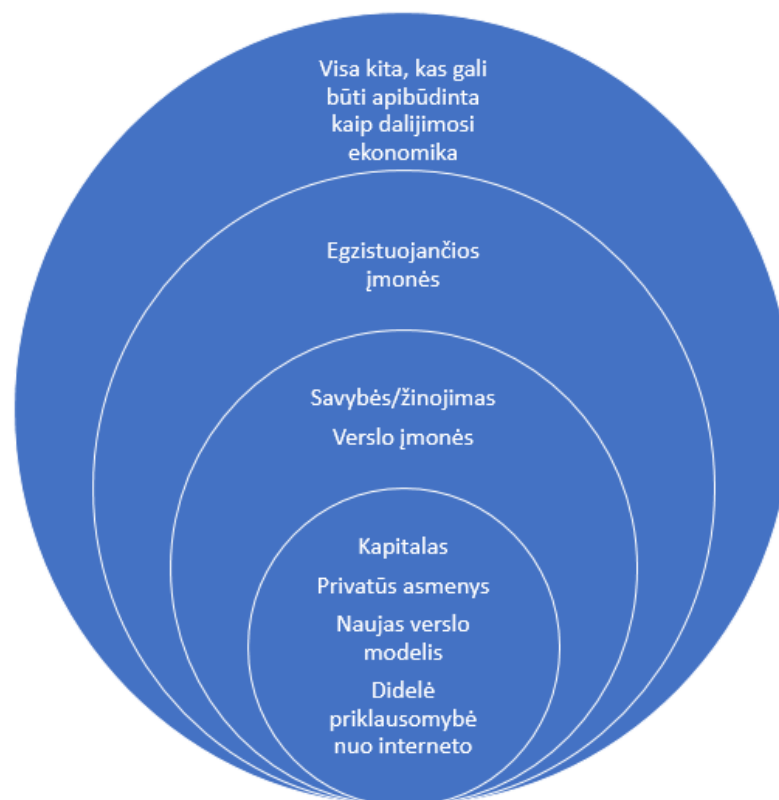 Visa kita, kas gali
būti apibūdinta
kaip dalijimosi
ekonomika
Egzistuojančios
įmonės
Savybės/žinojimas
Verslo įmonės
Kapitalas
Privatūs asmenys
Naujas verslo
modelis
Didelė
priklausomybė
nuo interneto